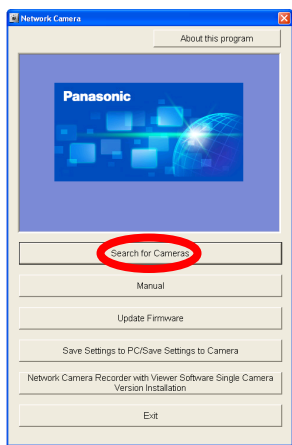 Network Camera
About this program
Panasonic
Search for Cameras
Manual
Update Firmware
Save Settings to PC/Save Settings to Camera
Network Camera Recorder with Viewer Software Single Camera
Version Installation
Exit